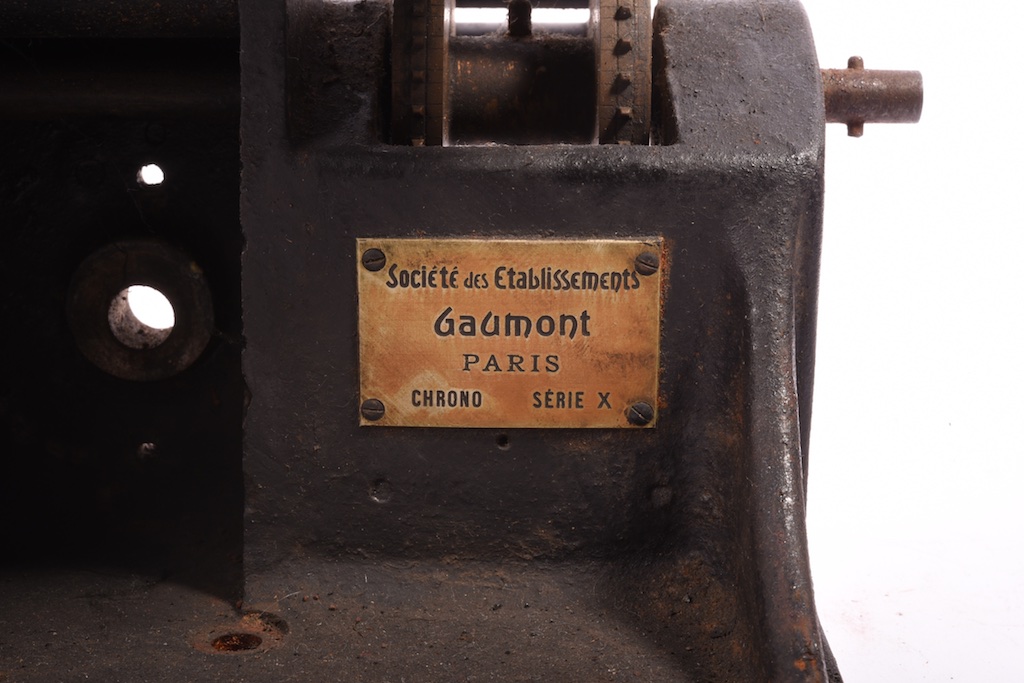 Société des Etablissements
Gaumont
PARIS
CHRONO SÉRIE X